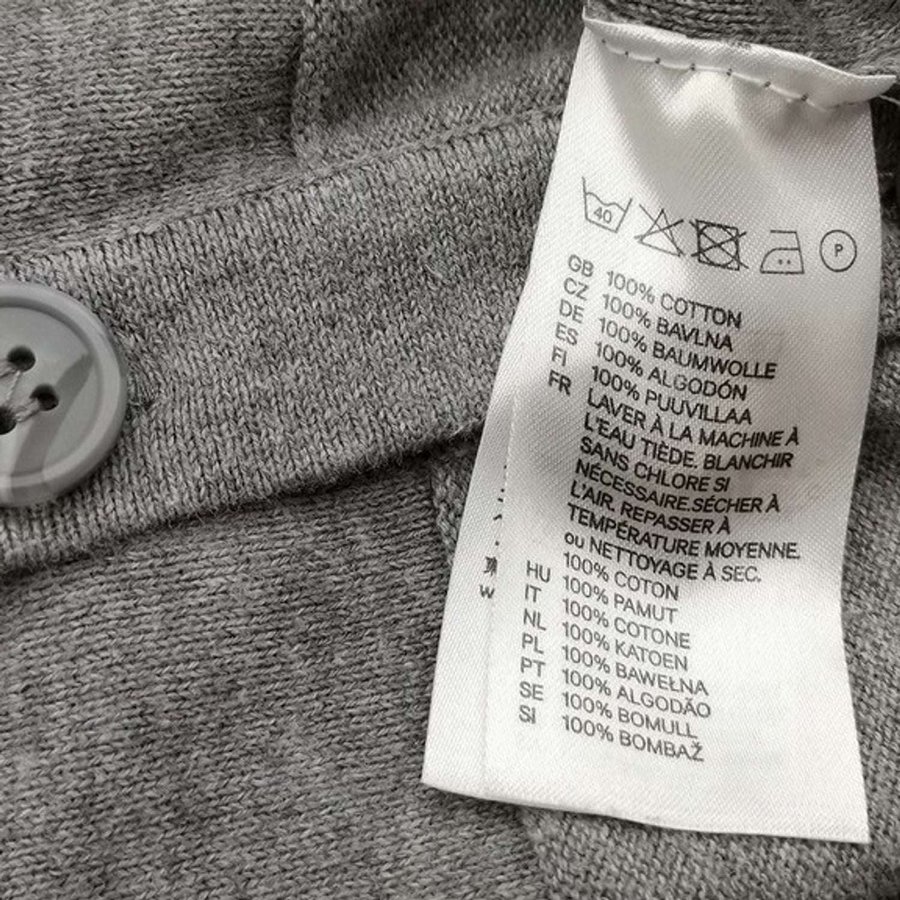 40
P
GB 100% COTTON
CZ 100% BAVLNA
DE 100% BAUMWOLLE
ES 100% ALGODÓN
FI 100% PUUVILLAA
FR LAVER À LA MACHINE À
L'EAU TIÈDE. BLANCHIR
SANS CHLORE SI
NÉCESSAIRE.SÉCHER À
L'AIR. REPASSER À
TEMPÉRATURE MOYENNE.
ou NETTOYAGE À SEC.
100% COTON
HU 100% PAMUT
IT 100% COTONE
NL 100% KATOEN
PL 100% BAWEŁNA
PT 100% ALGODÃO
SE 100% BOMULL
SI 100% BOMBAŽ